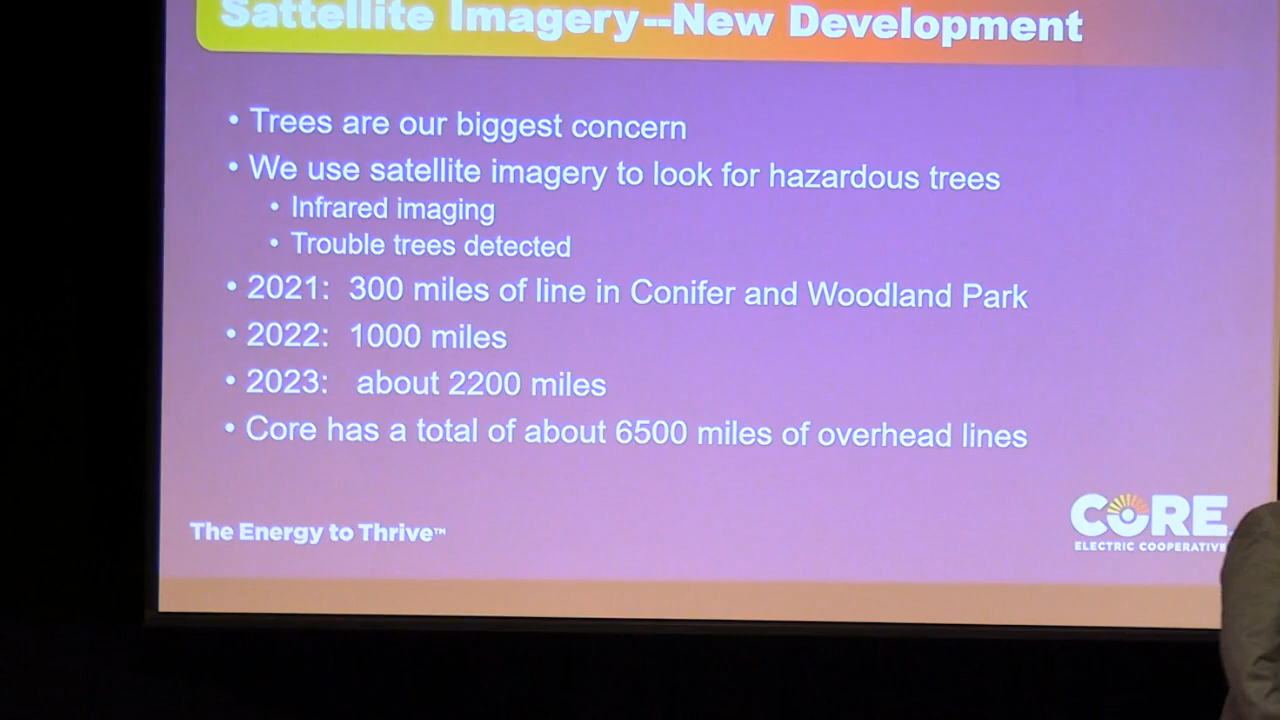 Sattellite Imagery--New Development
• Trees are our biggest concern
• We use satellite imagery to look for hazardous trees
• Infrared imaging
• Trouble trees detected
• 2021: 300 miles of line in Conifer and Woodland Park
• 2022: 1000 miles
• 2023: about 2200 miles
• Core has a total of about 6500 miles of overhead lines
The Energy to Thrive™
CORE
ELECTRIC COOPERATIVE